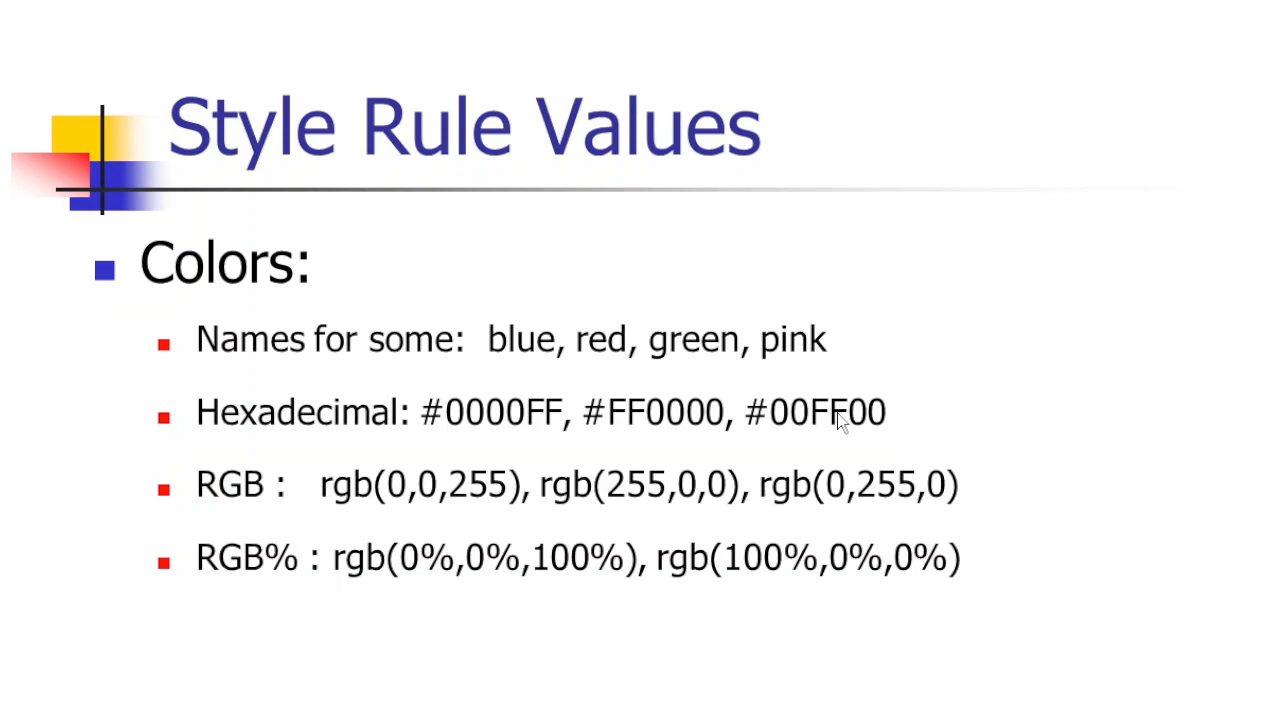 Style Rule Values
Colors:
Names for some: blue, red, green, pink
Hexadecimal: #0000FF, #FF0000, #00FF00
RGB : rgb(0,0,255), rgb(255,0,0), rgb(0,255,0)
RGB% : rgb(0%,0%,100%), rgb(100%,0%,0%)